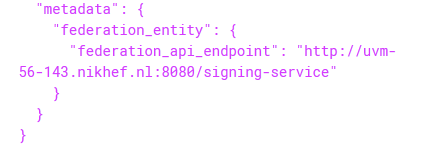 "metadata": {
"federation_entity": {
"federation_api_endpoint": "http://uvm-
56-143.nikhef.nl:8080/signing-service"
}
}
}